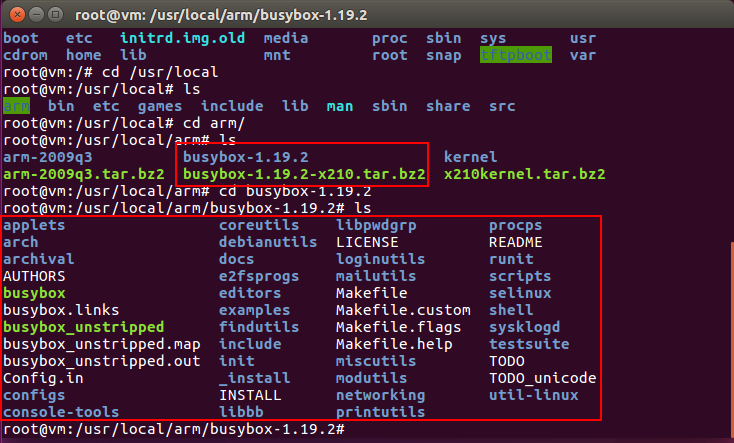 root@vm: /usr/local/arm/busybox-1.19.2
boot etc initrd.img.old media proc sbin sys usr
cdrom home lib mnt root snap tftpboot var
root@vm:/# cd /usr/local
root@vm:/usr/local# ls
arm bin etc games include lib man sbin share src
root@vm:/usr/local# cd arm/
root@vm:/usr/local/arm# ls
arm-2009q3 busybox-1.19.2 kernel
arm-2009q3.tar.bz2 busybox-1.19.2-x210.tar.bz2 x210kernel.tar.bz2
root@vm:/usr/local/arm# cd busybox-1.19.2
root@vm:/usr/local/arm/busybox-1.19.2# ls
applets coreutils libpwdgrp procps
arch debianutils LICENSE README
archival docs loginutils runit
AUTHORS e2fsprogs mailutils scripts
busybox editors Makefile selinux
busybox.links examples Makefile.custom shell
busybox_unstripped findutils Makefile.flags sysklogd
busybox_unstripped.map include Makefile.help testsuite
busybox_unstripped.out init miscutils TODO
Config.in _install modutils TODO_unicode
configs INSTALL networking util-linux
console-tools libbb printutils
root@vm:/usr/local/arm/busybox-1.19.2#